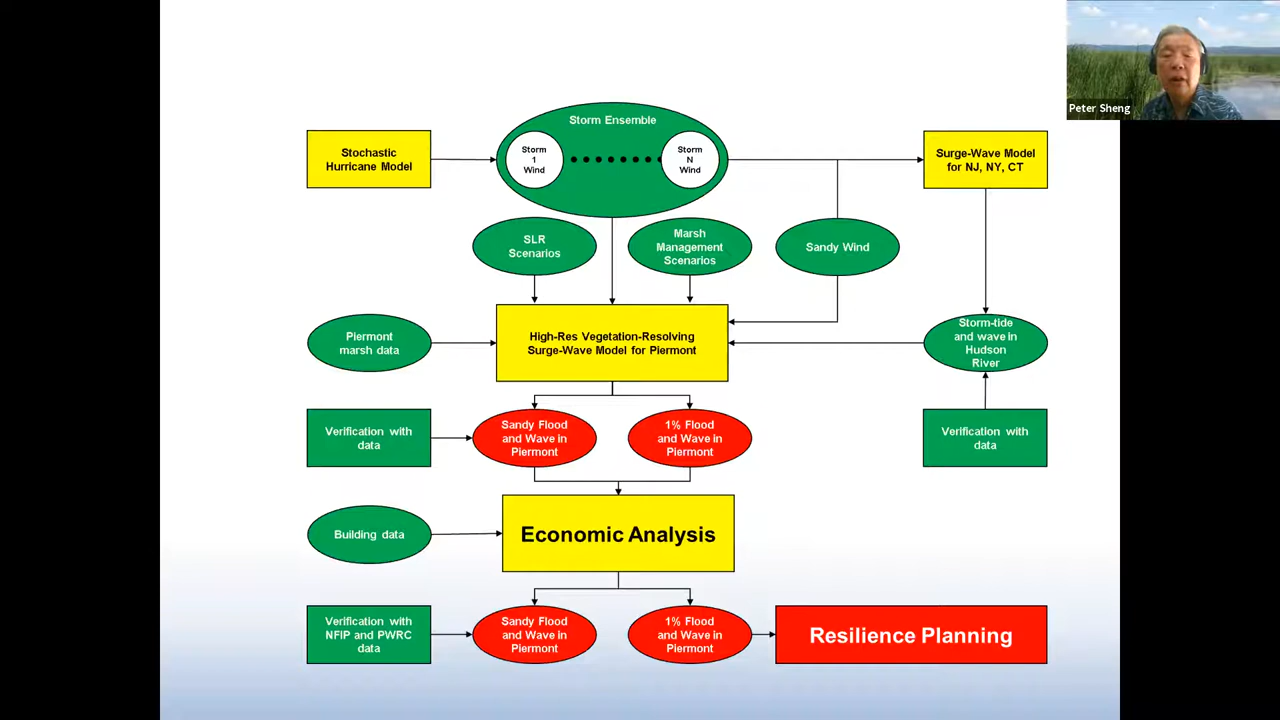 Peter Sheng
Storm Ensemble
Stochastic
Hurricane Model
Storm
1
Wind
Storm
N
Wind
Surge-Wave Model
for NJ, NY, CT
SLR
Scenarios
Marsh
Management
Scenarios
Sandy Wind
Piermont
marsh data
High-Res Vegetation-Resolving
Surge-Wave Model for Piermont
Storm-tide
and wave in
Hudson
River
Verification with
data
Sandy Flood
and Wave in
Piermont
1% Flood
and Wave in
Piermont
Verification with
data
Building data
Economic Analysis
Verification with
NFIP and PWRC
data
Sandy Flood
and Wave in
Piermont
1% Flood
and Wave in
Piermont
Resilience Planning